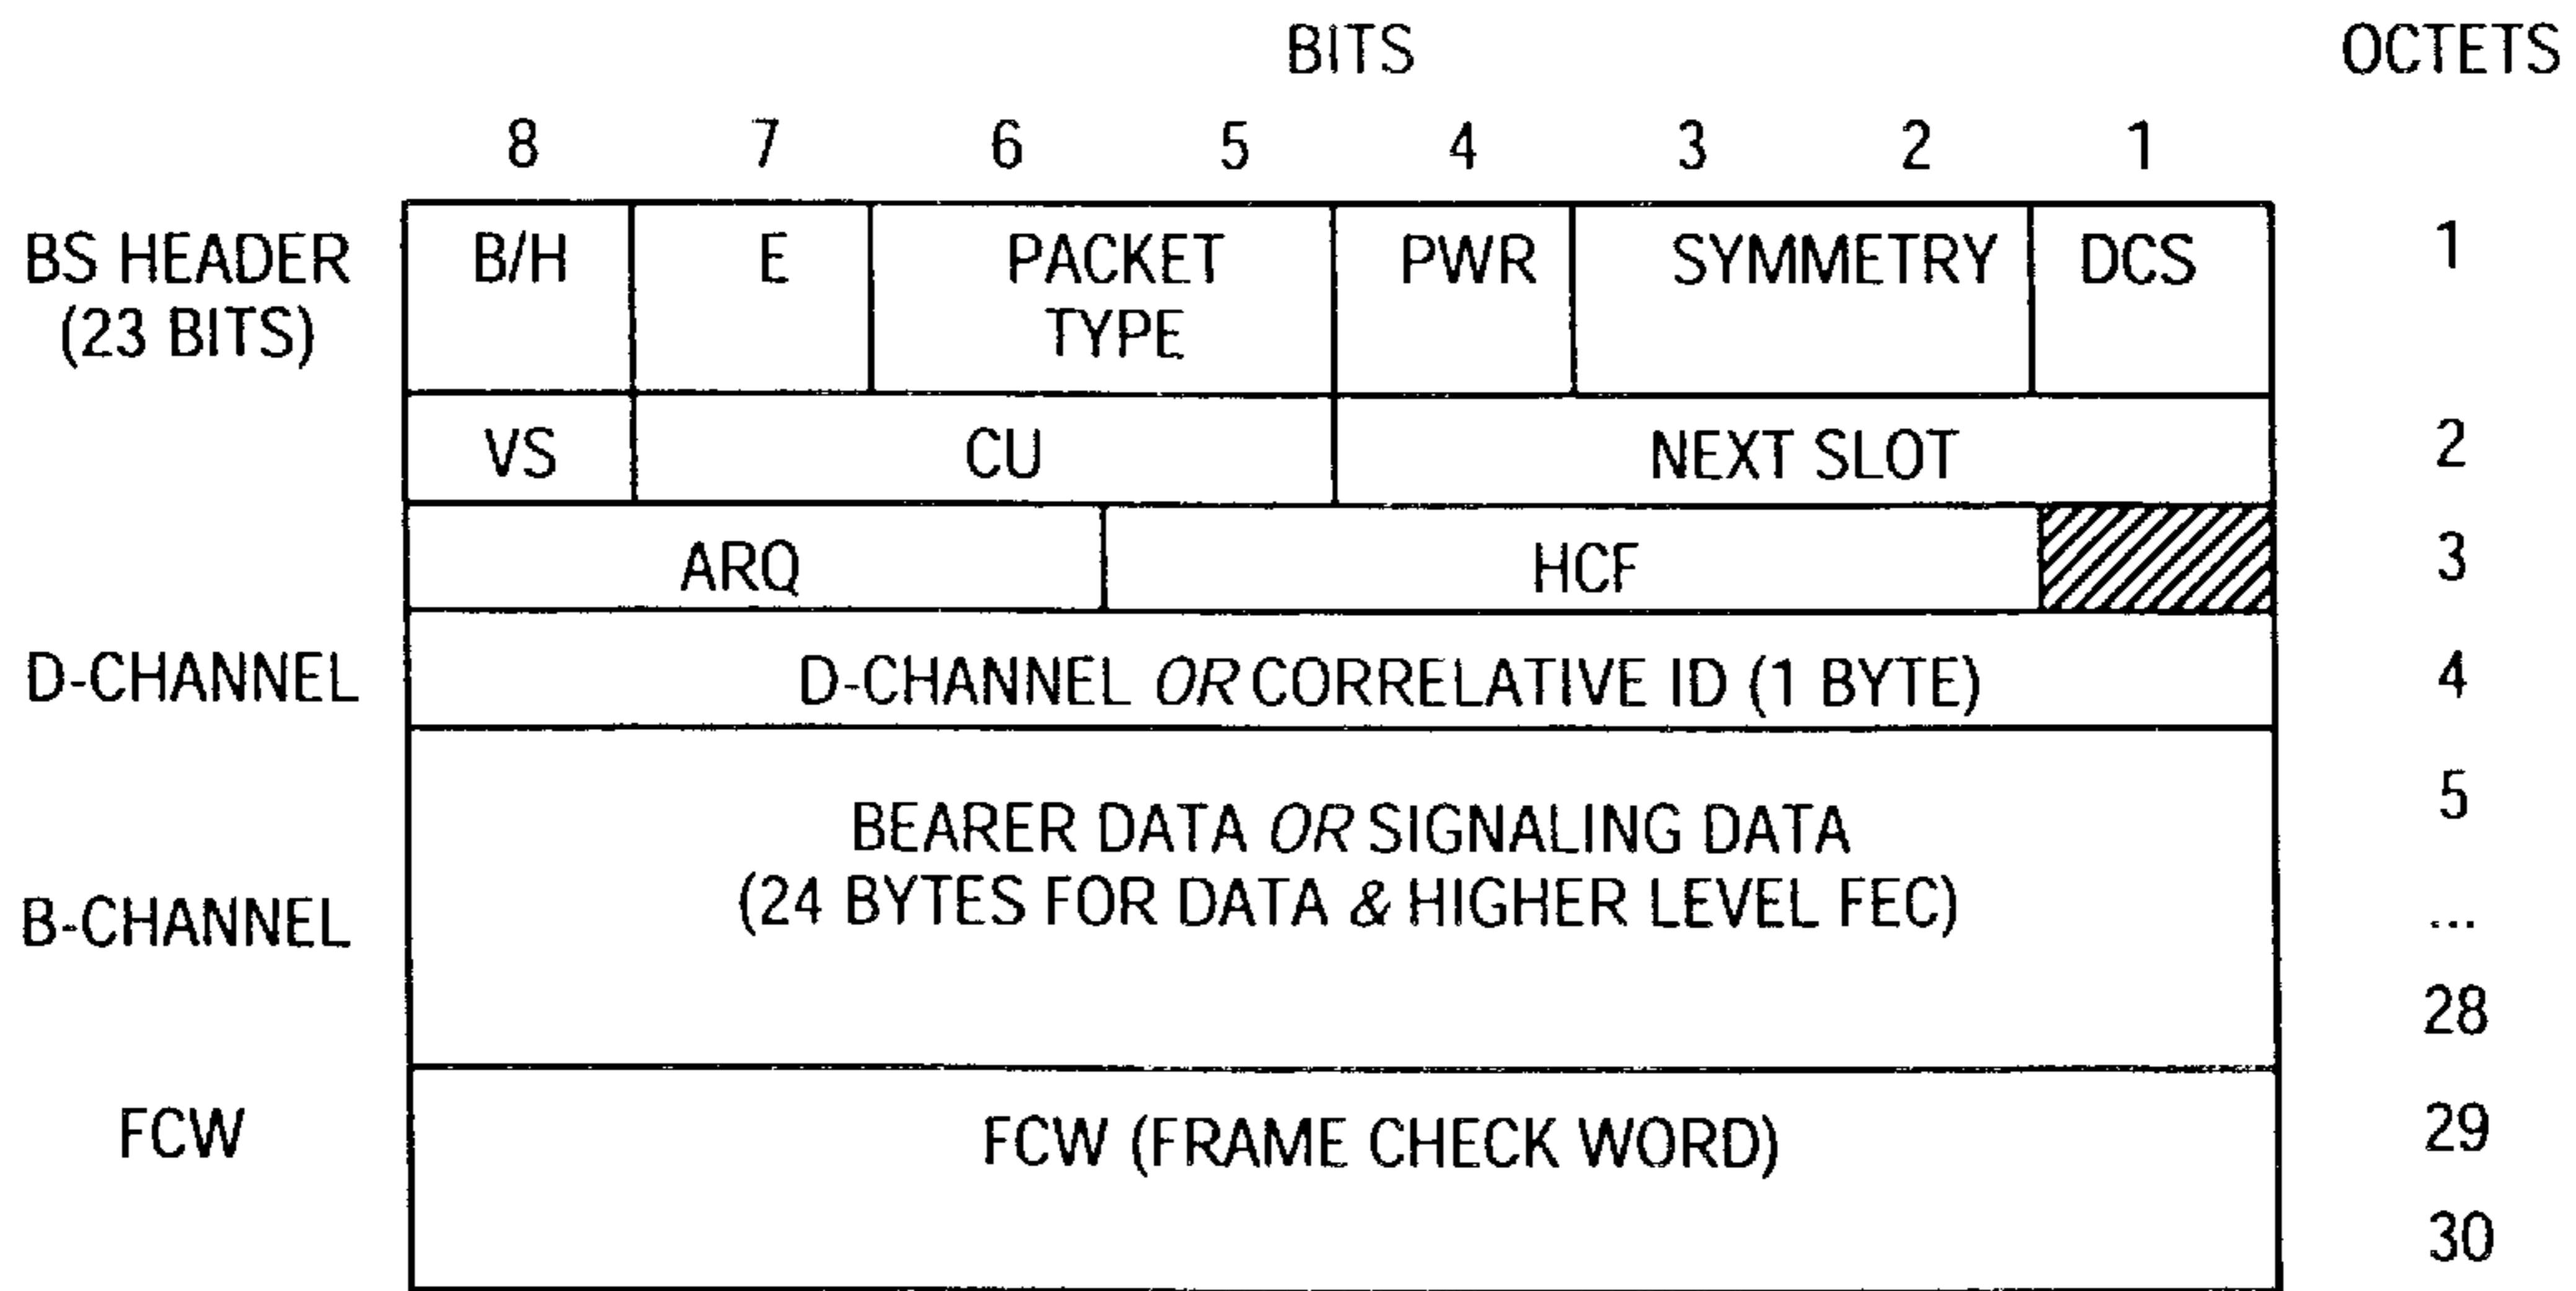 BITS OCTETS
8 7 6 5 4 3 2 1
BS HEADER
(23 BITS)
B/H E PACKET
TYPE
PWR SYMMETRY DCS 1
VS CU NEXT SLOT 2
ARQ HCF 3
D-CHANNEL D-CHANNEL OR CORRELATIVE ID (1 BYTE) 4
B-CHANNEL
BEARER DATA OR SIGNALING DATA
(24 BYTES FOR DATA & HIGHER LEVEL FEC)
5
...
28
FCW FCW (FRAME CHECK WORD) 29
30